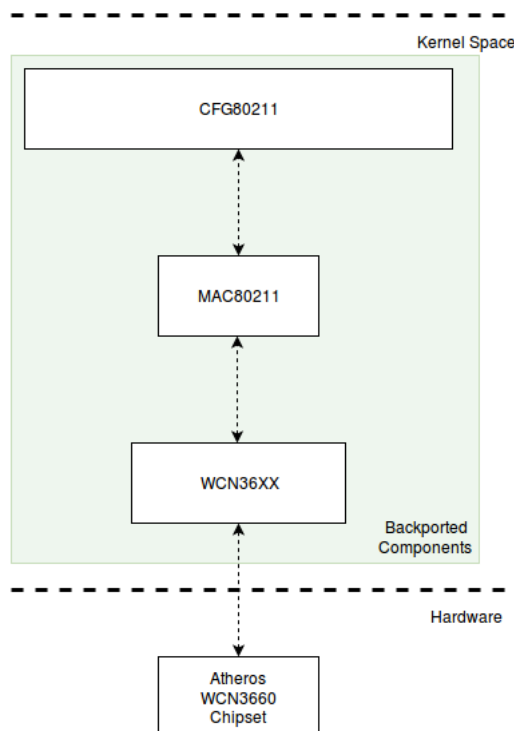 Kernel Space
CFG80211
MAC80211
WCN36XX
Backported
Components
Hardware
Atheros
WCN3660
Chipset